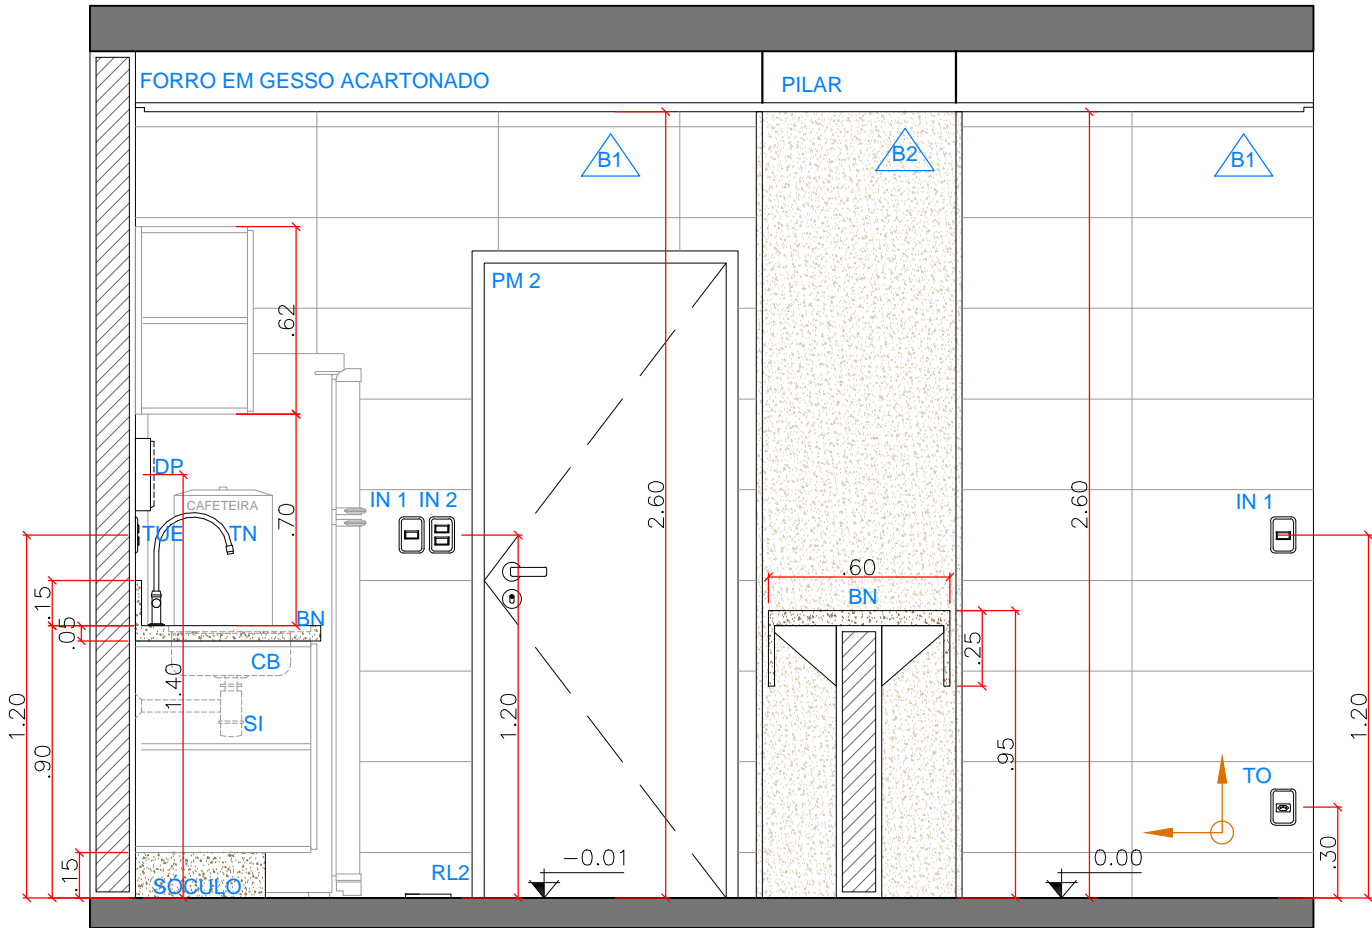 FORRO EM GESSO ACARTONADO
PILAR
B1
B2
B1
PM 2
.62
DP
CAFETEIRA
IN 1 IN 2
2.60
2.60
IN 1
.70
TUE
TN
.60
BN
.15
BN
.05
CB
.25
1.40
1.20
1.20
1.20
SI
.90
.95
TO
.15
SÓCULO
RL2
-0.01
0.00
.30